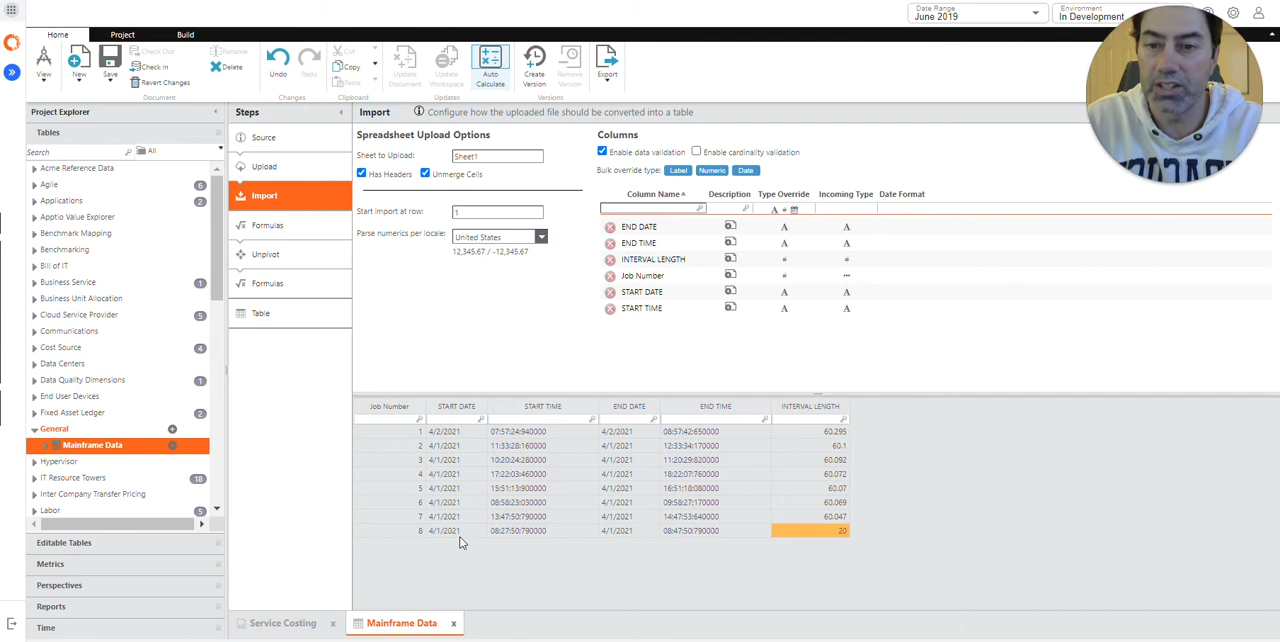 Date Range
June 2019
Environment
In Development
Home Project Build
View
New
Save
Check Out
Check In
Revert Changes
Rename
Delete
Document
Undo
Redo
Changes
Cut
Copy
Paste
Clipboard
Update Document
Update Workspace
Auto Calculate
Updates
Create Version
Remove Version
Versions
Export
Project Explorer
Tables
Search All
Acme Reference Data
Agile 6
Applications 2
Apptio Value Explorer
Benchmark Mapping
Benchmarking
Bill of IT
Business Service 1
Business Unit Allocation
Cloud Service Provider 5
Communications
Cost Source 4
Data Centers
Data Quality Dimensions 1
End User Devices
Fixed Asset Ledger 2
General
Mainframe Data
Hypervisor
IT Resource Towers 18
Inter Company Transfer Pricing
Labor 5
Editable Tables
Metrics
Perspectives
Reports
Time
Steps
Source
Upload
Import
Formulas
Unpivot
Formulas
Table
Import Configure how the uploaded file should be converted into a table
Spreadsheet Upload Options
Sheet to Upload: Sheet1
Has Headers Unmerge Cells
Start import at row: 1
Parse numerics per locale: United States
12,345.67 / -12,345.67
Columns
Enable data validation Enable cardinality validation
Bulk override type: Label Numeric Date
Column Name Description Type Override Incoming Type Date Format
A #
END DATE A A
END TIME A A
INTERVAL LENGTH # #
Job Number # ...
START DATE A A
START TIME A A
Job Number START DATE START TIME END DATE END TIME INTERVAL LENGTH
1 4/2/2021 07:57:24:940000 4/2/2021 08:57:42:650000 60.295
2 4/1/2021 11:33:28:160000 4/1/2021 12:33:34:170000 60.1
3 4/1/2021 10:20:24:280000 4/1/2021 11:20:29:820000 60.092
4 4/1/2021 17:22:03:460000 4/1/2021 18:22:07:760000 60.072
5 4/1/2021 15:51:13:900000 4/1/2021 16:51:18:080000 60.07
6 4/1/2021 08:58:23:030000 4/1/2021 09:58:27:170000 60.069
7 4/1/2021 13:47:50:790000 4/1/2021 14:47:53:640000 60.047
8 4/1/2021 08:27:50:790000 4/1/2021 08:47:50:790000 20
Service Costing x Mainframe Data x